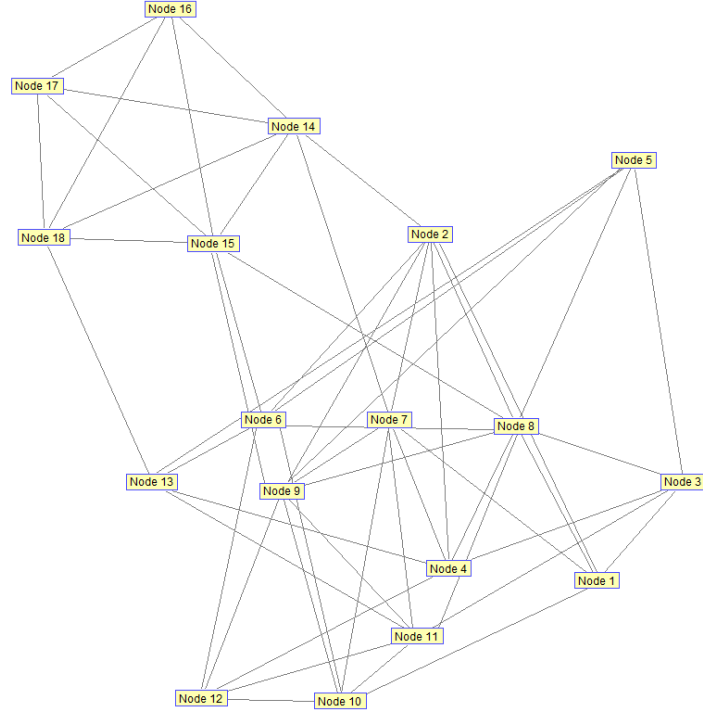 Node 16
Node 17
Node 14
Node 5
Node 2
Node 18
Node 15
Node 6
Node 7
Node 8
Node 13
Node 9
Node 3
Node 4
Node 1
Node 11
Node 12
Node 10